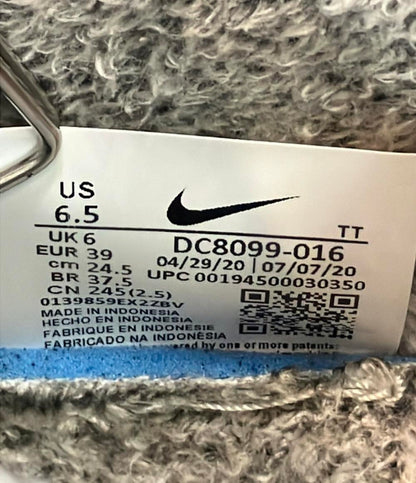 US
6.5
TT
UK 6
EUR 39
cm 24.5
BR 37.5
CN 245(2.5)
DC8099-016
04/29/20 | 07/07/20
UPC 00194500030350
0139859EX2ZBV
MADE IN INDONESIA
HECHO EN INDONESIA
FABRIQUE EN INDONESIE
FABRICADO NA INDONÉSIA
by one or more patents: